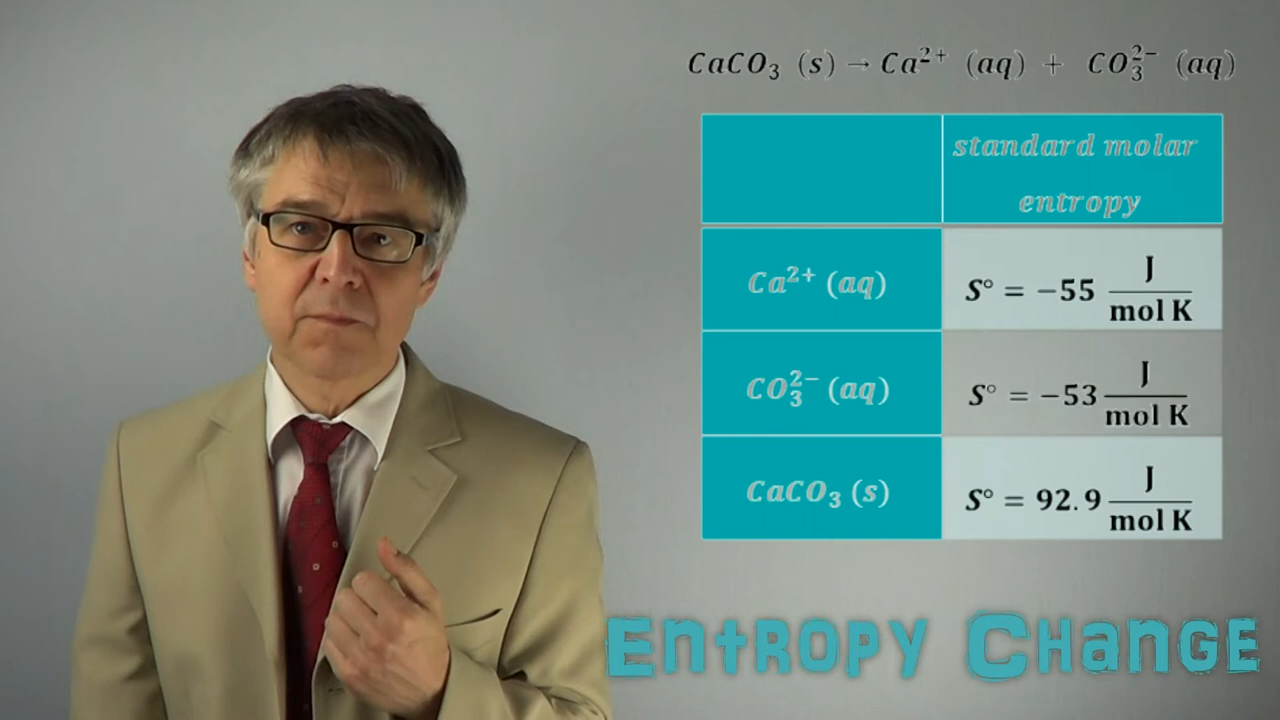 CaCO₃ (s) → Ca²⁺ (aq) + CO₃²⁻ (aq)
standard molar
entropy
Ca²⁺ (aq)
S° = −55 J/mol K
CO₃²⁻ (aq)
S° = −53 J/mol K
CaCO₃ (s)
S° = 92.9 J/mol K
Entropy Change